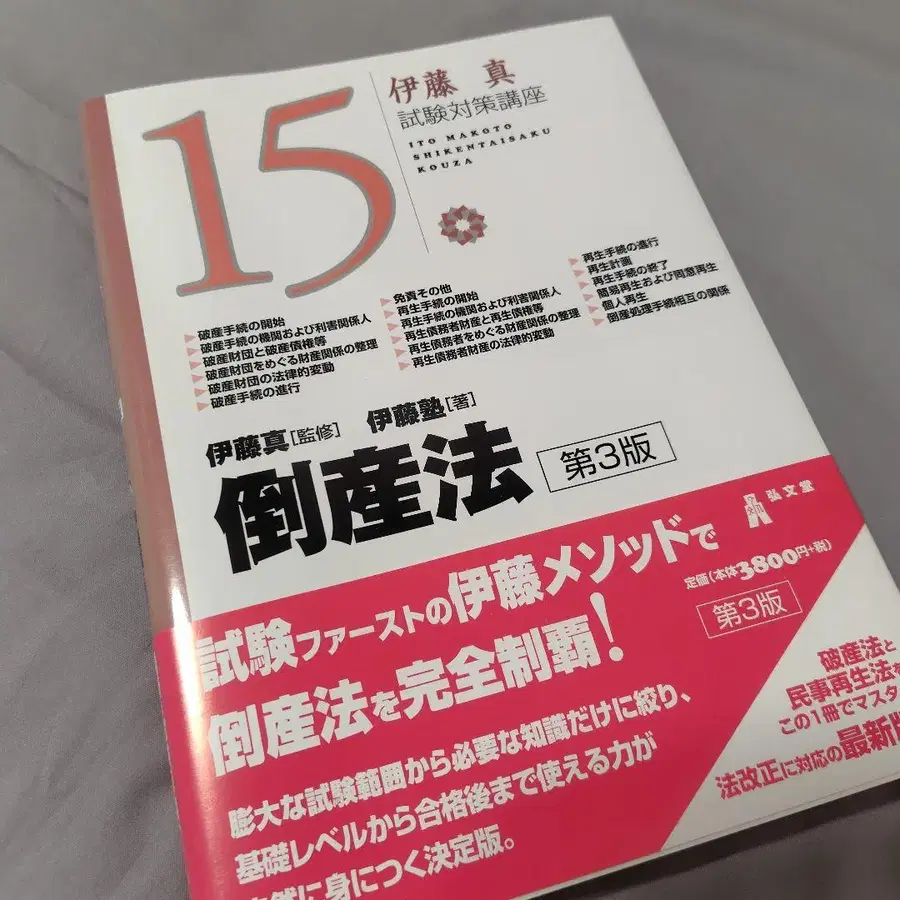 15
伊藤 真
試験対策講座
ITO MAKOTO
SHIKENTAISAKU
KOUZA
破産手続の開始
破産手続の機関および利害関係人
破産財団と破産債権等
破産財団をめぐる財産関係の整理
破産財団の法律的変動
破産手続の進行
免責その他
再生手続の開始
再生手続の機関および利害関係人
再生債務者財産と再生債権等
再生債務者をめぐる財産関係の整理
再生債務者財産の法律的変動
再生手続の進行
再生計画
再生手続の終了
簡易再生および同意再生
個人再生
倒産処理手続相互の関係
伊藤真[監修] 伊藤塾[著]
倒産法 第3版
弘文堂
定価(本体3800円+税)
第3版
試験ファーストの伊藤メソッドで
倒産法を完全制覇!
膨大な試験範囲から必要な知識だけに絞り、
基礎レベルから合格後まで使える力が
に身につく決定版。
破産法と
民事再生法を
この1冊でマスター
法改正に対応の最新版